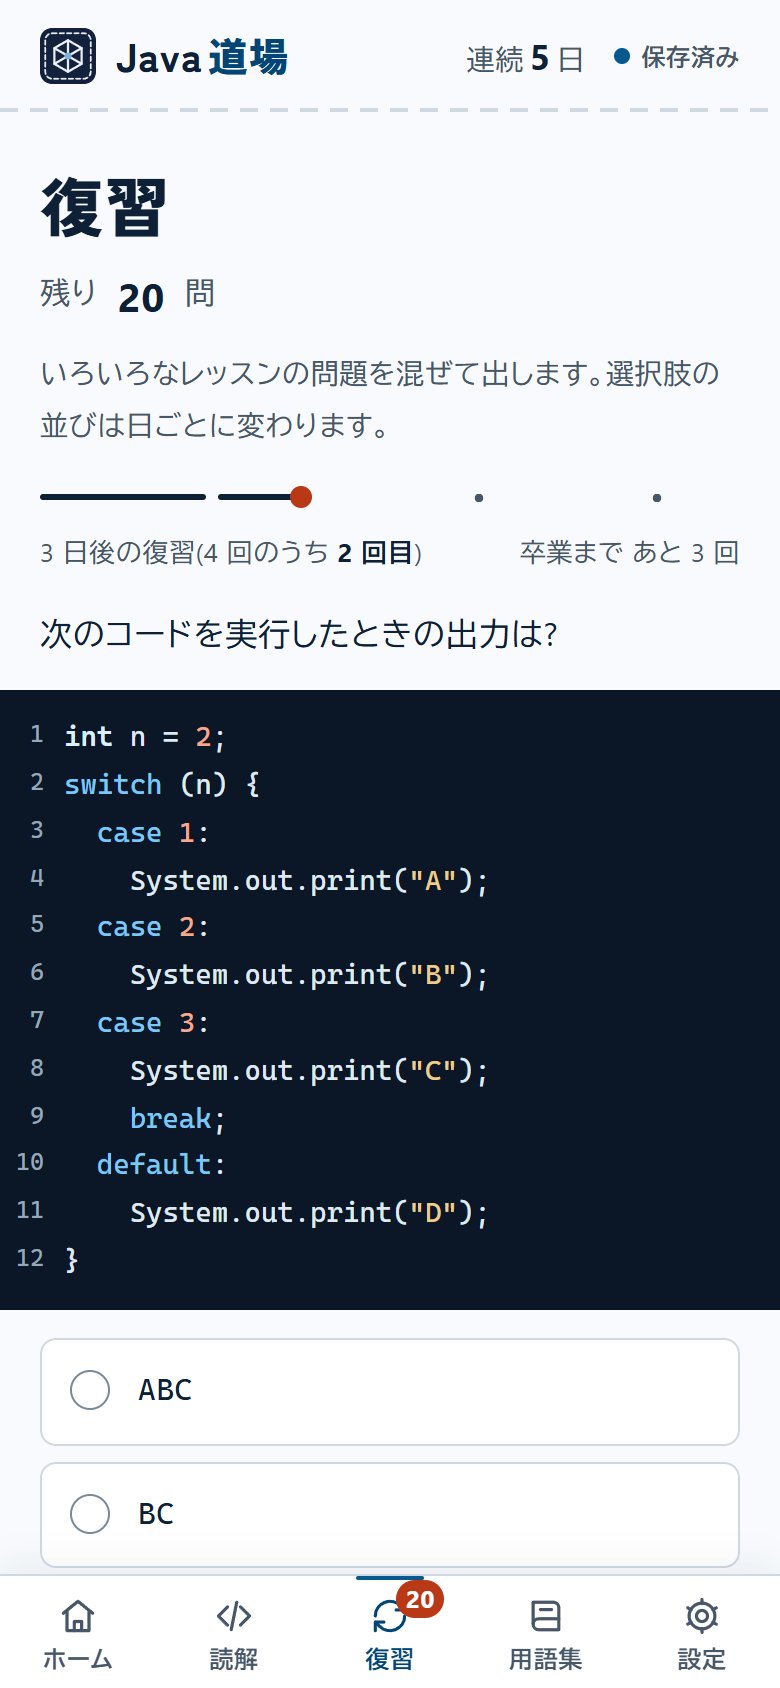 Java 道場
連続 5 日 保存済み
復習
残り 20 問
いろいろなレッスンの問題を混ぜて出します。選択肢の
並びは日ごとに変わります。
3 日後の復習(4 回のうち 2 回目) 卒業まで あと 3 回
次のコードを実行したときの出力は?
1 int n = 2;
2 switch (n) {
3   case 1:
4     System.out.print("A");
5   case 2:
6     System.out.print("B");
7   case 3:
8     System.out.print("C");
9     break;
10   default:
11     System.out.print("D");
12 }
ABC
BC
20
ホーム 読解 復習 用語集 設定